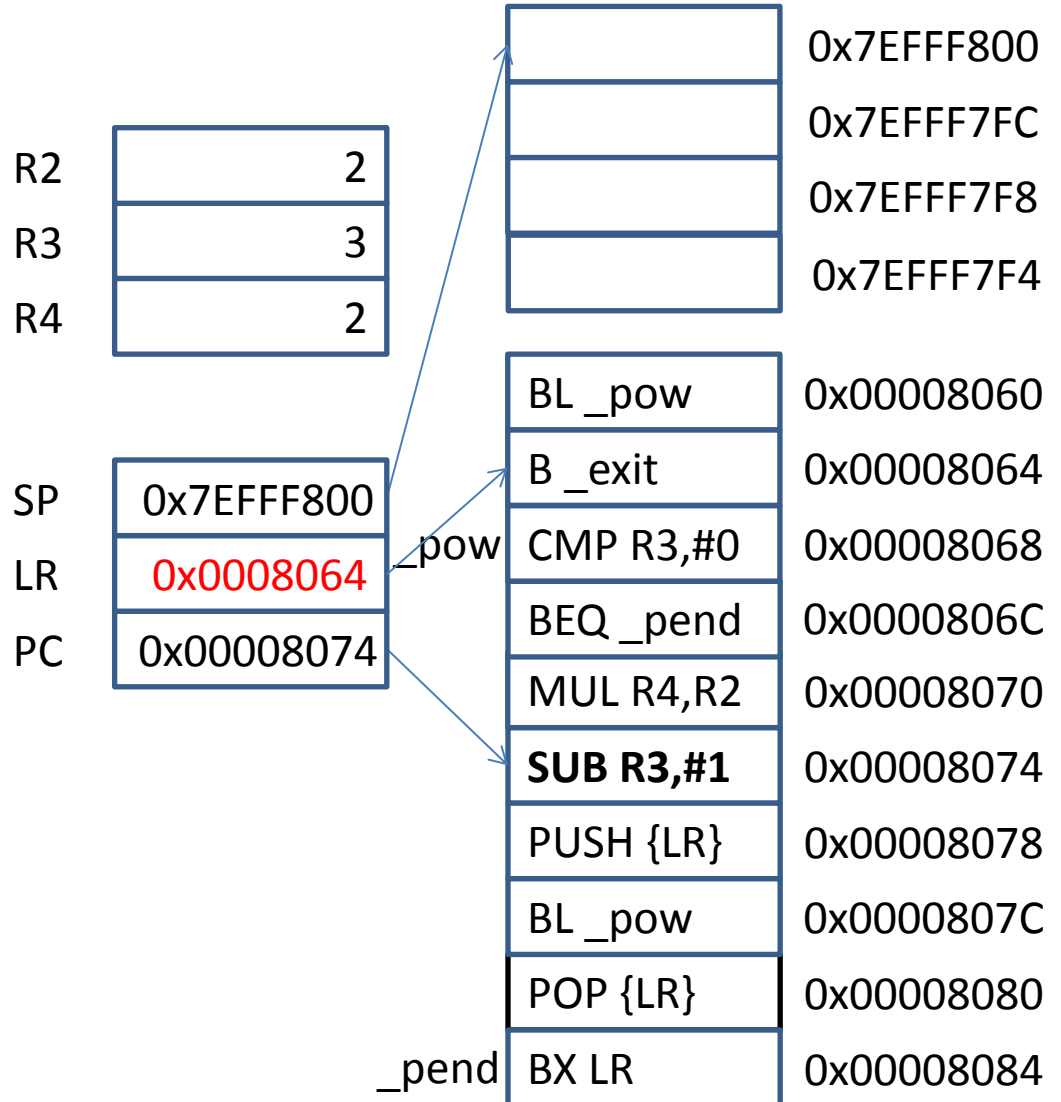 0x7EFFF800
0x7EFFF7FC
R2 2
0x7EFFF7F8
R3 3
0x7EFFF7F4
R4 2
BL _pow 0x00008060
SP 0x7EFFF800
B _exit 0x00008064
LR 0x0008064
_pow CMP R3,#0 0x00008068
PC 0x00008074
BEQ _pend 0x0000806C
MUL R4,R2 0x00008070
SUB R3,#1 0x00008074
PUSH {LR} 0x00008078
BL _pow 0x0000807C
POP {LR} 0x00008080
_pend BX LR 0x00008084